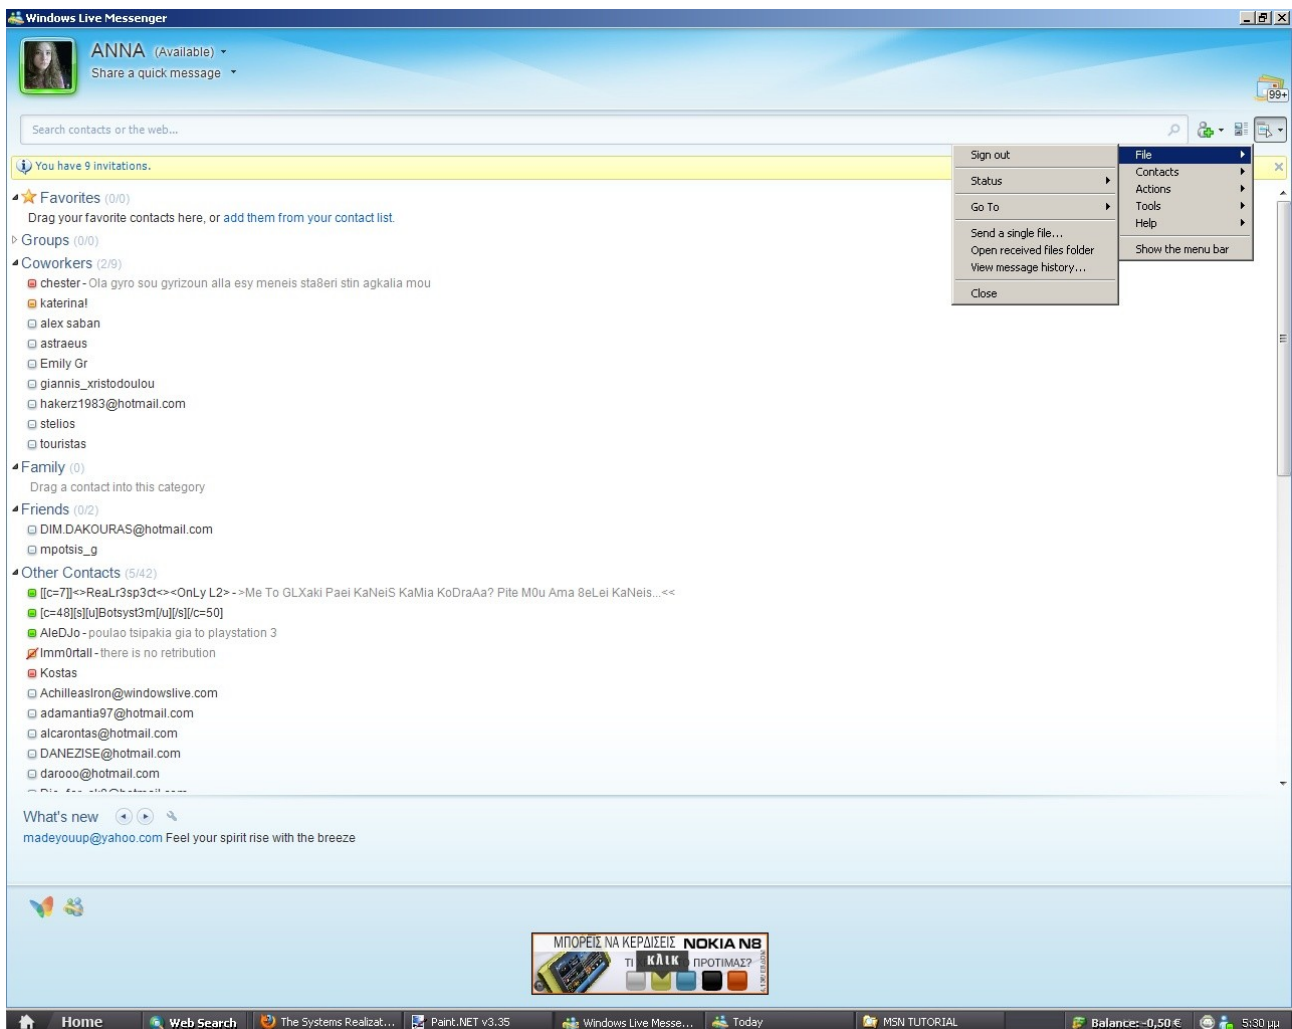 Windows Live Messenger
ANNA (Available)
Share a quick message
99+
Search contacts or the web...
You have 9 invitations.
Sign out
Status
Go To
Send a single file...
Open received files folder
View message history...
Close
File
Contacts
Actions
Tools
Help
Show the menu bar
Favorites (0/0)
Drag your favorite contacts here, or add them from your contact list.
Groups (0/0)
Coworkers (2/9)
chester - Ola gyro sou gyrizoun alla esy meneis sta8eri stin agkalia mou
katerina!
alex saban
astraeus
Emily Gr
giannis_xristodoulou
hakerz1983@hotmail.com
stelios
touristas
Family (0)
Drag a contact into this category
Friends (0/2)
DIM.DAKOURAS@hotmail.com
mpotsis_g
Other Contacts (5/42)
[[c=7]]<>ReaLr3sp3ct<><OnLy L2> - >Me To GLXaki Paei KaNeiS KaMia KoDraAa? Pite M0u Ama 8eLei KaNeis...<<
[c=48][s][u]Botsyst3m[/u][/s][/c=50]
AleDJo - poulao tsipakia gia to playstation 3
Imm0rtall - there is no retribution
Kostas
AchilleasIron@windowslive.com
adamantia97@hotmail.com
alcarontas@hotmail.com
DANEZISE@hotmail.com
darooo@hotmail.com
What's new
madeyouup@yahoo.com Feel your spirit rise with the breeze
ΜΠΟΡΕΙΣ ΝΑ ΚΕΡΔΙΣΕΙΣ NOKIA N8
ΤΙ ΚΛΙΚ ΠΡΟΤΙΜΑΣ?
Home
Web Search
The Systems Realizat...
Paint.NET v3.35
Windows Live Messe...
Today
MSN TUTORIAL
Balance: -0,50 €
5:30 μμ